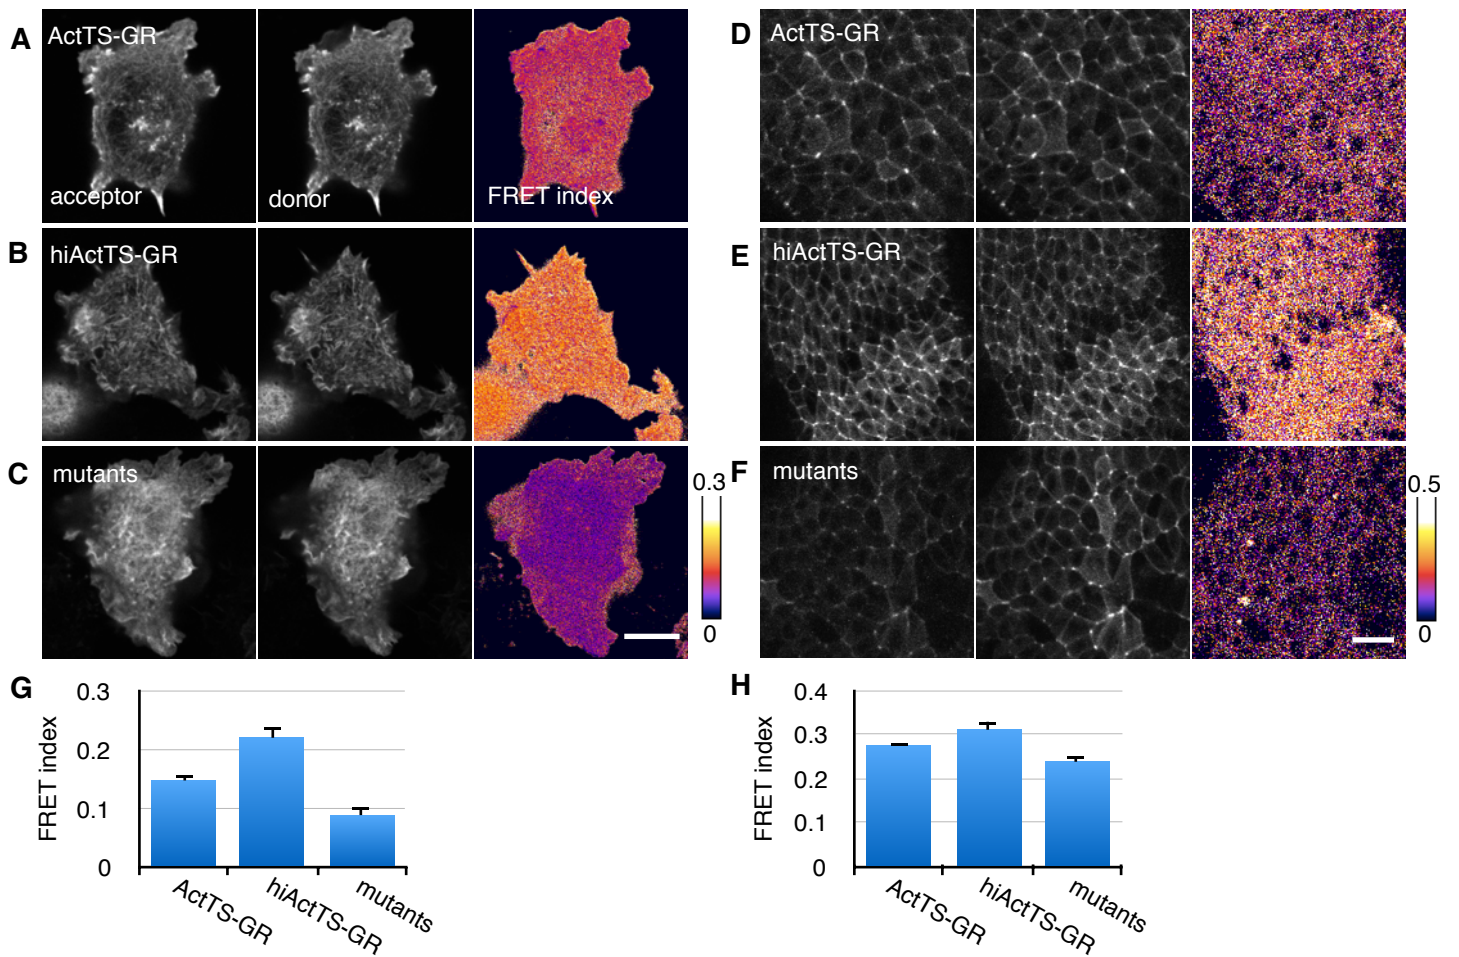 A
ActTS-GR
acceptor
donor
FRET index
B
hiActTS-GR
C
mutants
0.3
0
D
ActTS-GR
E
hiActTS-GR
F
mutants
0.5
0
G
FRET index
0.3
0.2
0.1
0
ActTS-GR
hiActTS-GR
mutants
H
FRET index
0.4
0.3
0.2
0.1
0
ActTS-GR
hiActTS-GR
mutants